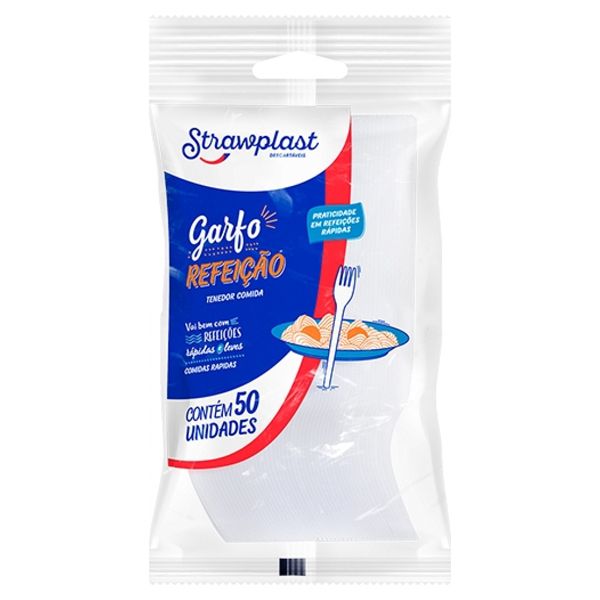 Strawplast
DESCARTÁVEIS
Garfo
REFEIÇÃO
TENEDOR COMIDA
PRATICIDADE
EM REFEIÇÕES
RÁPIDAS
Vai bem com
REFEIÇÕES
rápidas e leves
COMIDAS RAPIDAS
CONTÉM 50
UNIDADES